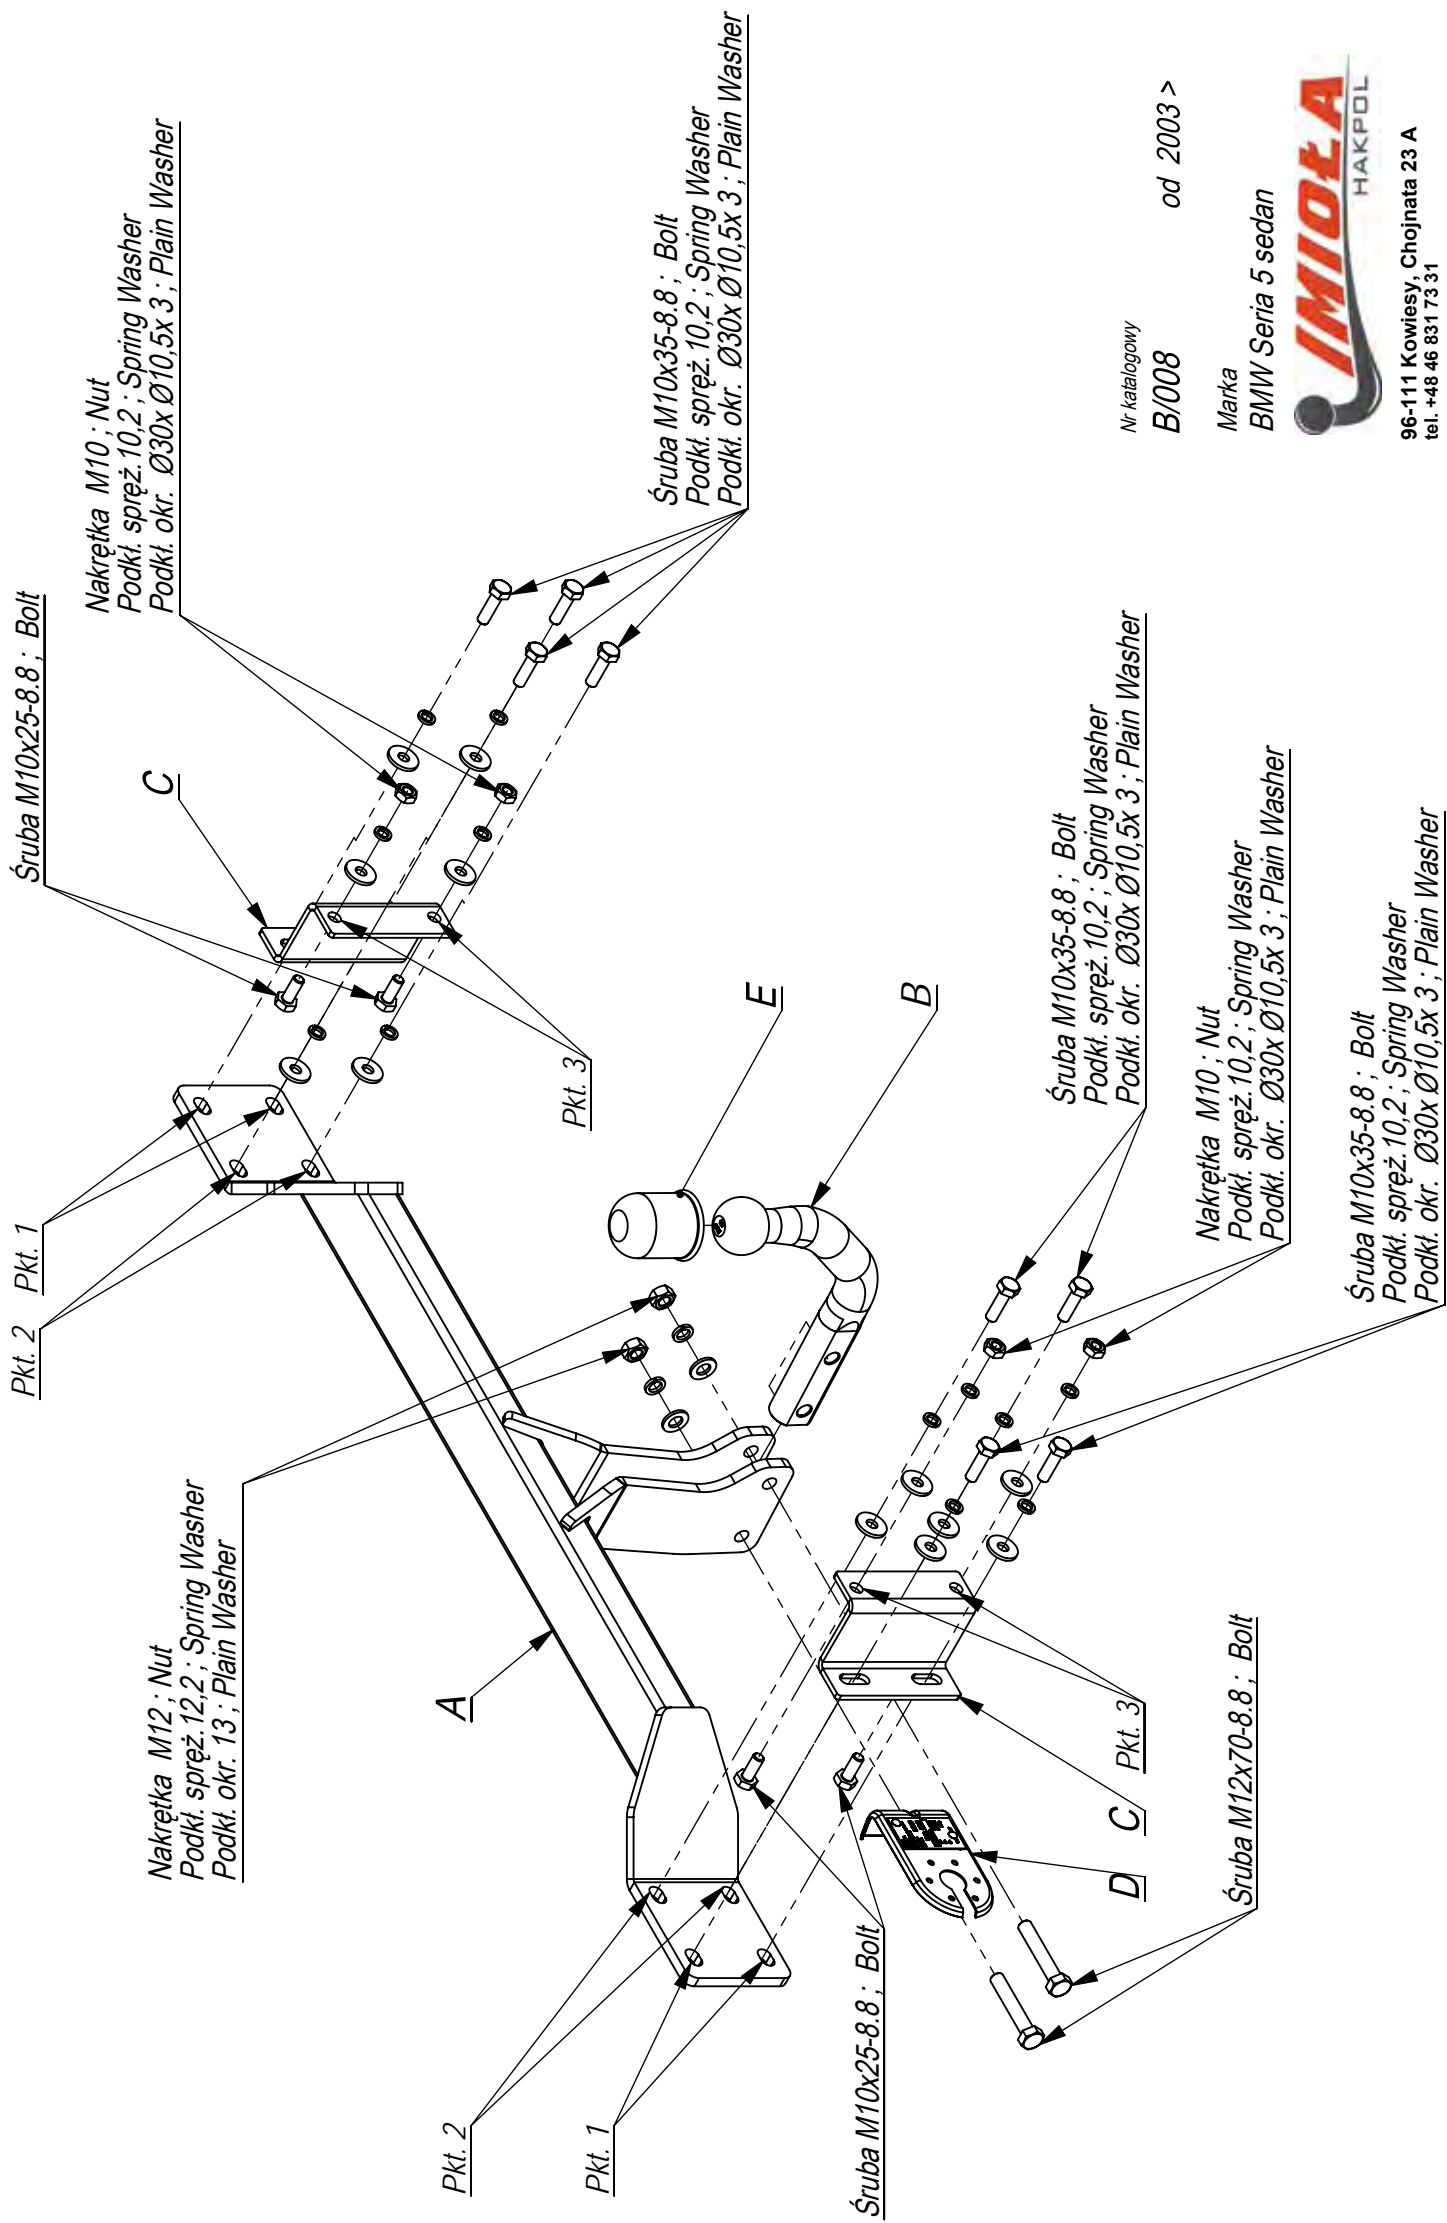 Śruba M10x25-8.8 ; Bolt
Nakrętka M10 ; Nut
Podkł. spręż.10,2 ; Spring Washer
Podkł. okr. Ø30x Ø10,5x 3 ; Plain Washer
C
Pkt. 1
Pkt. 2
Śruba M10x35-8.8 ; Bolt
Podkł. spręż.10,2 ; Spring Washer
Podkł. okr. Ø30x Ø10,5x 3 ; Plain Washer
Pkt. 3
E
B
Nakrętka M12 ; Nut
Podkł. spręż.12,2 ; Spring Washer
Podkł. okr. 13 ; Plain Washer
A
Pkt. 2
Pkt. 1
Śruba M10x25-8.8 ; Bolt
D
C
Pkt. 3
Śruba M12x70-8.8 ; Bolt
Śruba M10x35-8.8 ; Bolt
Podkł. spręż.10,2 ; Spring Washer
Podkł. okr. Ø30x Ø10,5x 3 ; Plain Washer
Nakrętka M10 ; Nut
Podkł. spręż.10,2 ; Spring Washer
Podkł. okr. Ø30x Ø10,5x 3 ; Plain Washer
Śruba M10x35-8.8 ; Bolt
Podkł. spręż.10,2 ; Spring Washer
Podkł. okr. Ø30x Ø10,5x 3 ; Plain Washer
Nr katalogowy
B/008 od 2003 >
Marka
BMW Seria 5 sedan
IMIOŁA
HAKPOL
96-111 Kowiesy, Chojnata 23 A
tel. +48 46 831 73 31